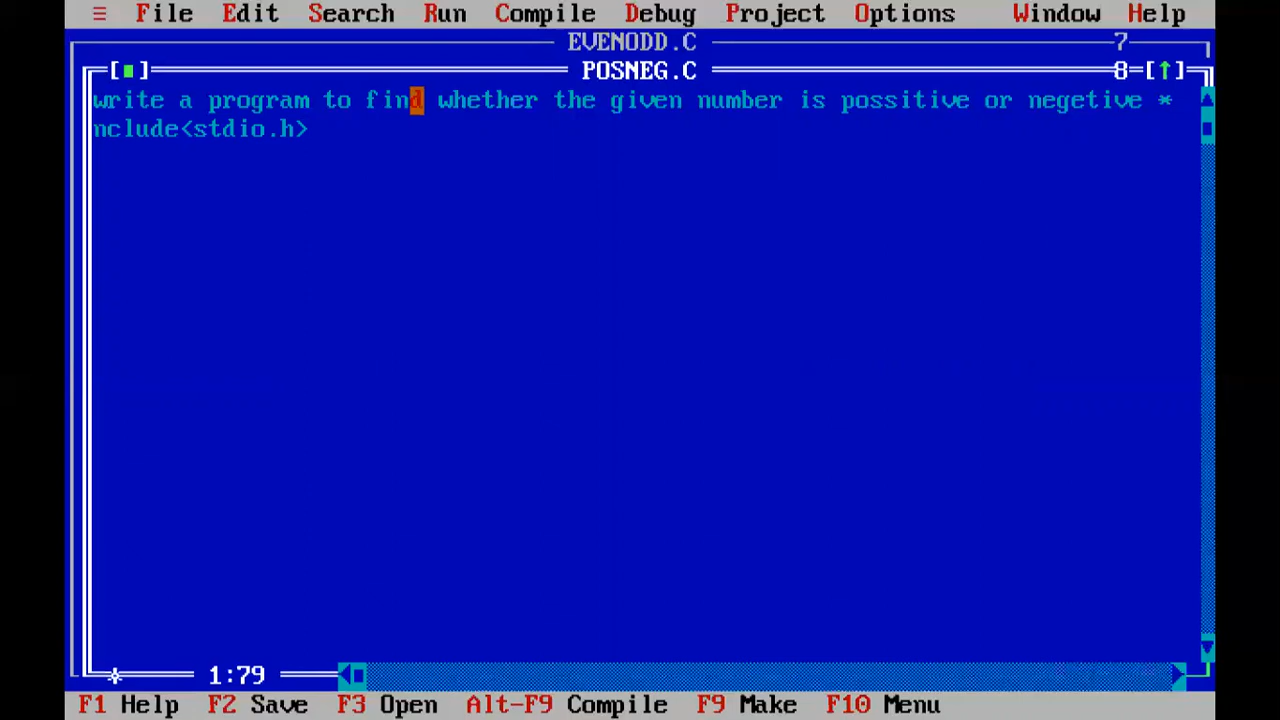 ≡ File Edit Search Run Compile Debug Project Options Window Help
EVENODD.C 7
[■] POSNEG.C 8=[↑]
write a program to find whether the given number is possitive or negetive *
nclude<stdio.h>
1:79
F1 Help F2 Save F3 Open Alt-F9 Compile F9 Make F10 Menu